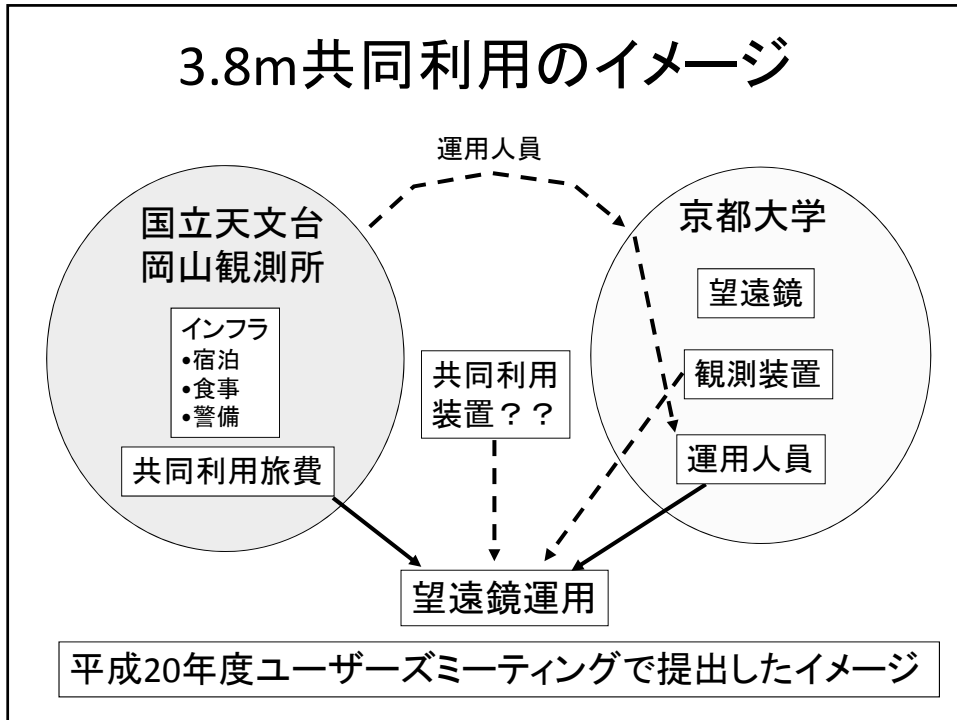 3.8m共同利用のイメージ
運用人員
国立天文台
岡山観測所
インフラ
•宿泊
•食事
•警備
共同利用旅費
共同利用
装置？？
京都大学
望遠鏡
観測装置
運用人員
望遠鏡運用
平成20年度ユーザーズミーティングで提出したイメージ